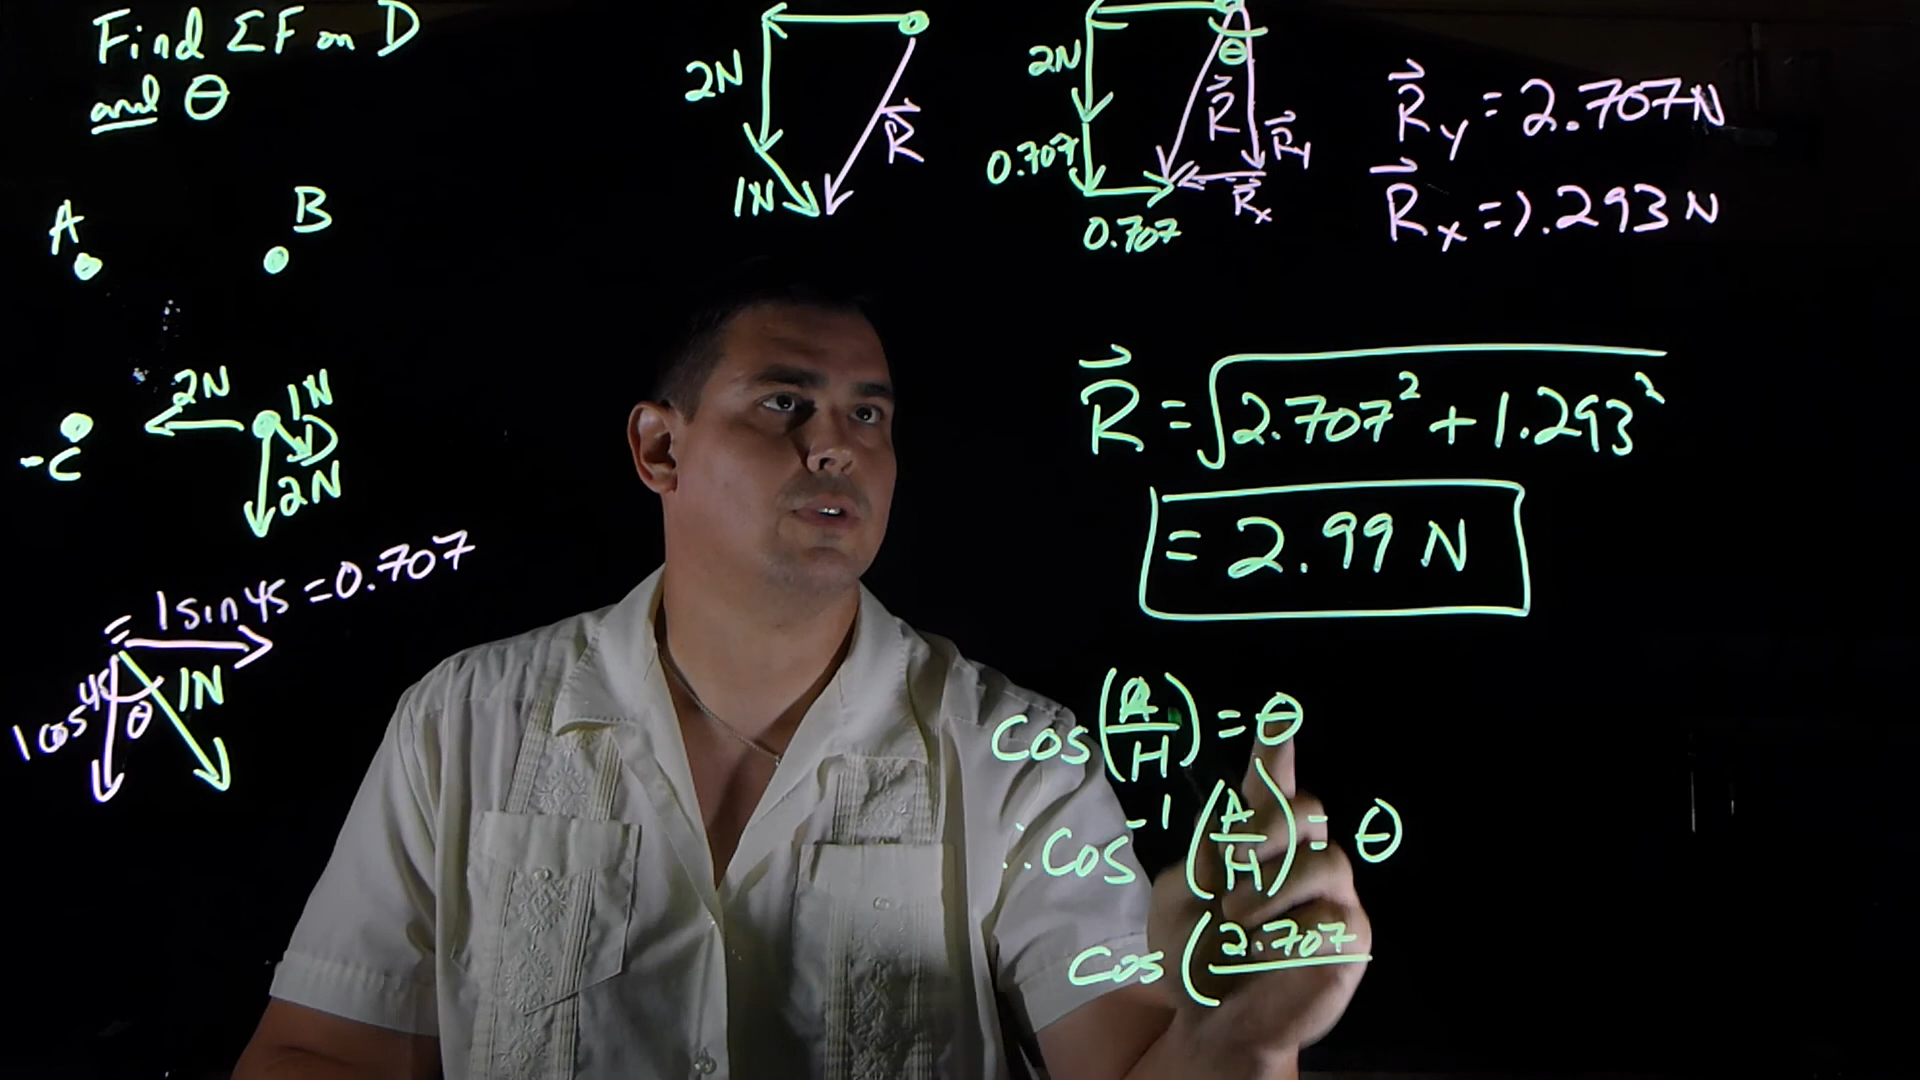 Find ΣF on D
and θ
A
B
-C
2N
1N
D
2N
= 1sin45 = 0.707
1cos45
θ
1N
2N
1N
R
2N
0.707
0.707
θ
R
Ry
Rx
Ry = 2.707N
Rx = 1.293 N
R = √2.707² + 1.293²
= 2.99 N
Cos(A/H) = θ
∴ Cos⁻¹(A/H) = θ
Cos(2.707